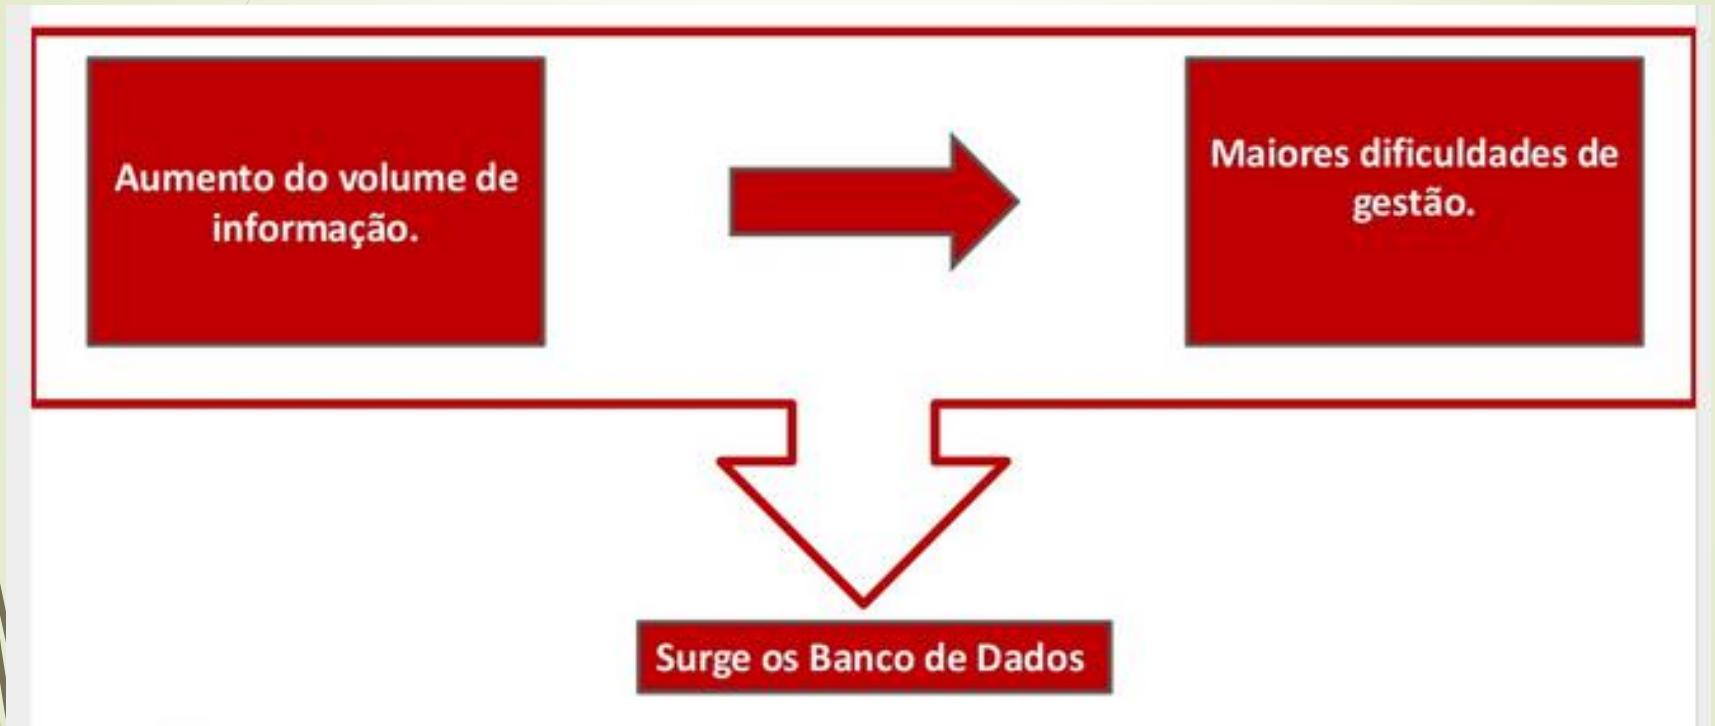 Aumento do volume de
informação.
Maiores dificuldades de
gestão.
Surge os Banco de Dados